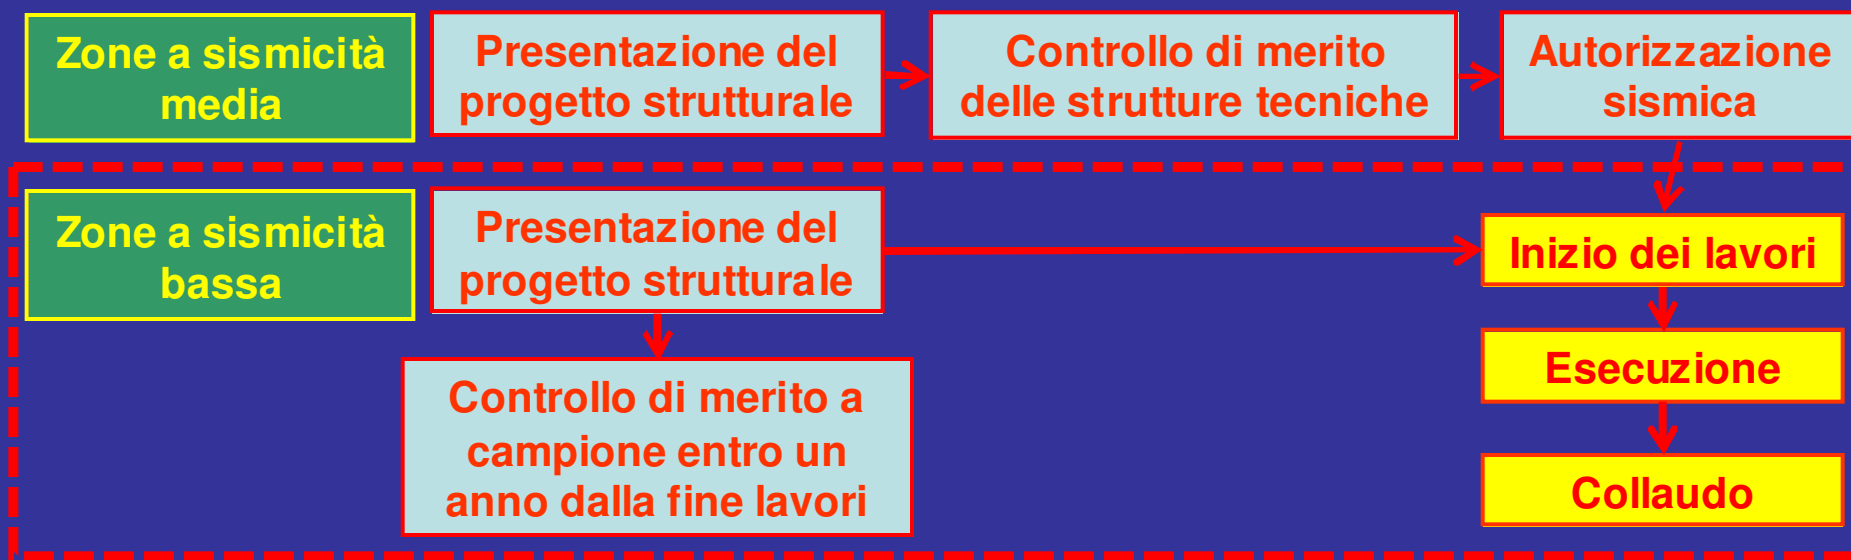 Zone a sismicità
media
Presentazione del
progetto strutturale
Controllo di merito
delle strutture tecniche
Autorizzazione
sismica
Zone a sismicità
bassa
Presentazione del
progetto strutturale
Inizio dei lavori
Controllo di merito a
campione entro un
anno dalla fine lavori
Esecuzione
Collaudo